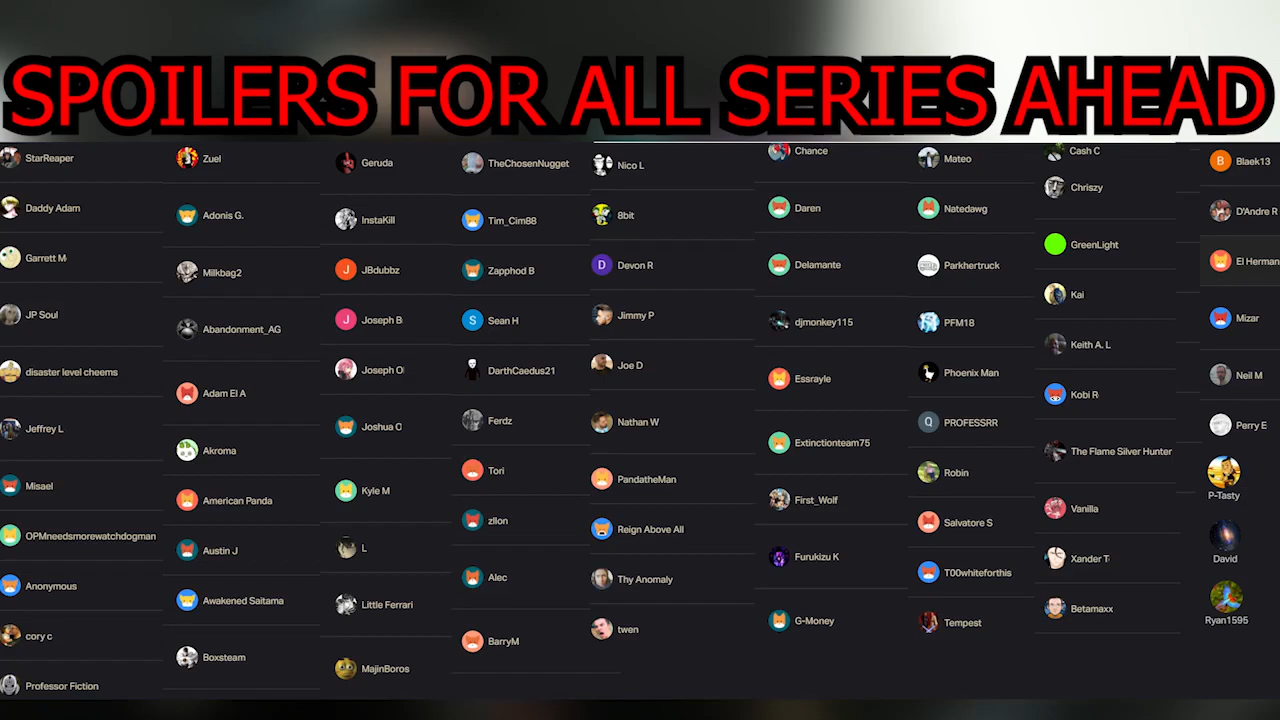 SPOILERS FOR ALL SERIES AHEAD
StarReaper
Daddy Adam
Garrett M
JP Soul
disaster level cheems
Jeffrey L
Misael
OPMneedsmorewatchdogman
Anonymous
cory c
Professor Fiction
Zuel
Adonis G.
Milkbag2
Abandonment_AG
Adam El A
Akroma
American Panda
Austin J
Awakened Saitama
Boxsteam
Geruda
InstaKill
J
JBdubbz
J
Joseph B
Joseph O
Joshua C
Kyle M
L
Little Ferrari
MajinBoros
TheChosenNugget
Tim_Cim88
Zapphod B
S
Sean H
DarthCaedus21
Ferdz
Tori
zllon
Alec
BarryM
Nico L
8bit
D
Devon R
Jimmy P
Joe D
Nathan W
PandatheMan
Reign Above All
Thy Anomaly
twen
Chance
Daren
Delamante
djmonkey115
Essrayle
Extinctionteam75
First_Wolf
Furukizu K
G-Money
Mateo
Natedawg
Parkhertruck
PFM18
Phoenix Man
Q
PROFESSRR
Robin
Salvatore S
T00whiteforthis
Tempest
Cash C
Chriszy
GreenLight
Kai
Keith A. L
Kobi R
The Flame Silver Hunter
Vanilla
Xander T
Betamaxx
B
Blaek13
D'Andre R
El Herman
Mizar
Neil M
Perry E
P-Tasty
David
Ryan1595